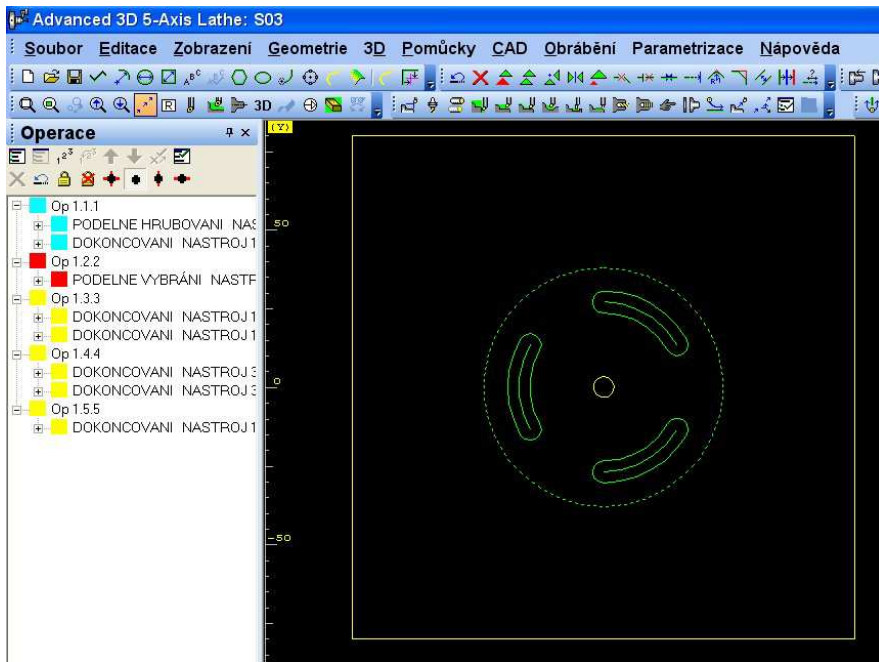 Advanced 3D 5-Axis Lathe: S03
Soubor Editace Zobrazení Geometrie 3D Pomůcky CAD Obrábění Parametrizace Nápověda
3D
Operace
(Y)
Op 1.1.1
PODELNE HRUBOVANI NAS
DOKONCOVANI NASTROJ 1
Op 1.2.2
PODELNE VYBRÁNI NASTF
Op 1.3.3
DOKONCOVANI NASTROJ 1
DOKONCOVANI NASTROJ 1
Op 1.4.4
DOKONCOVANI NASTROJ 3
DOKONCOVANI NASTROJ 3
Op 1.5.5
DOKONCOVANI NASTROJ 1
50
0
-50